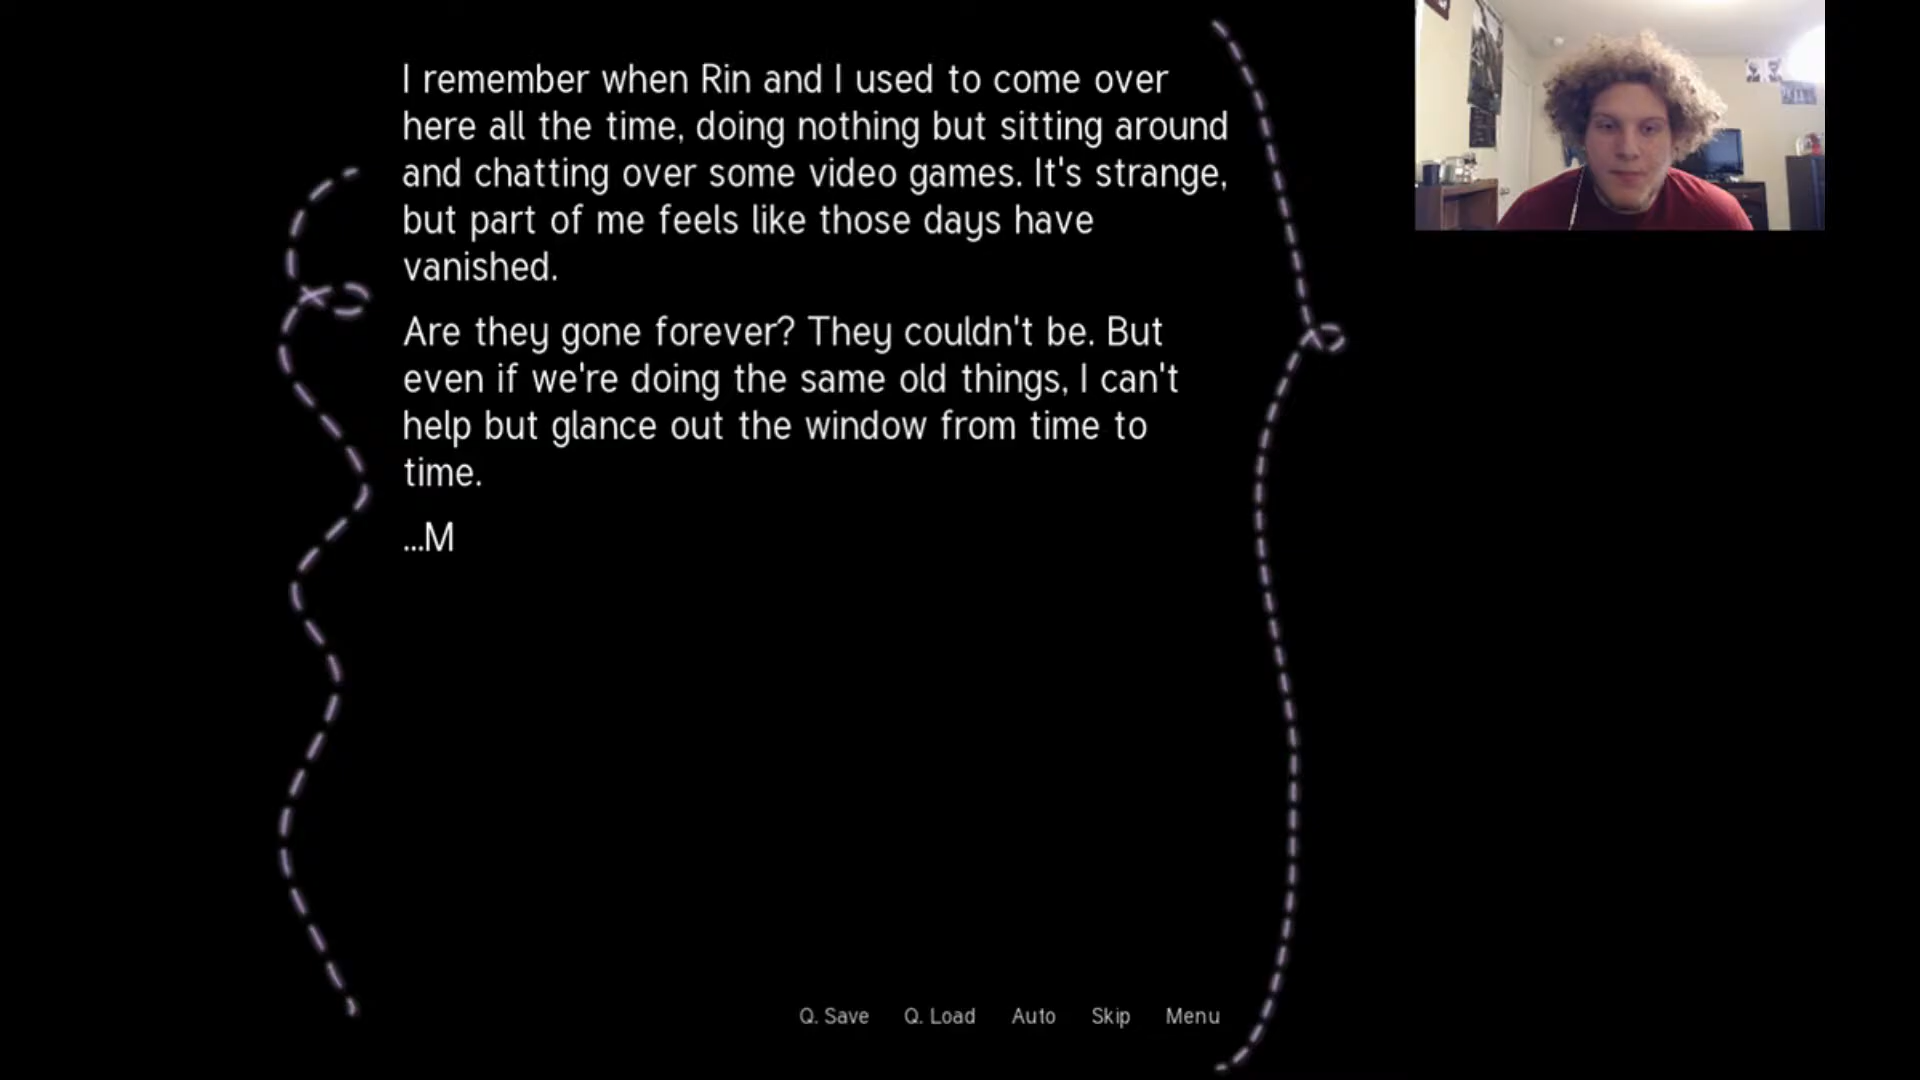 I remember when Rin and I used to come over
here all the time, doing nothing but sitting around
and chatting over some video games. It's strange,
but part of me feels like those days have
vanished.
Are they gone forever? They couldn't be. But
even if we're doing the same old things, I can't
help but glance out the window from time to
time.
...M
Q. Save Q. Load Auto Skip Menu